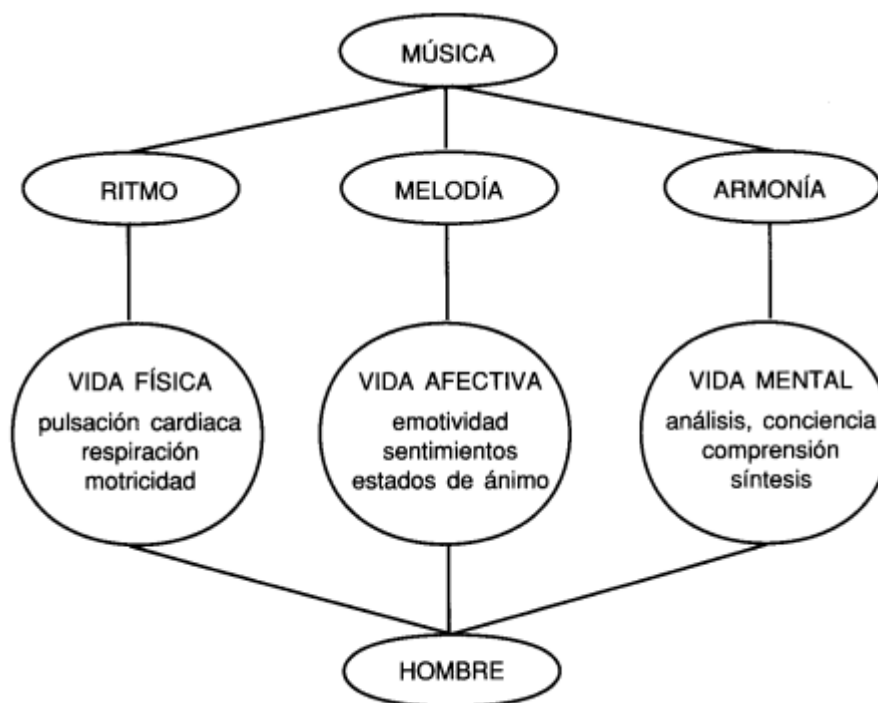 MÚSICA
RITMO
MELODÍA
ARMONÍA
VIDA FÍSICA
pulsación cardiaca
respiración
motricidad
VIDA AFECTIVA
emotividad
sentimientos
estados de ánimo
VIDA MENTAL
análisis, conciencia
comprensión
síntesis
HOMBRE